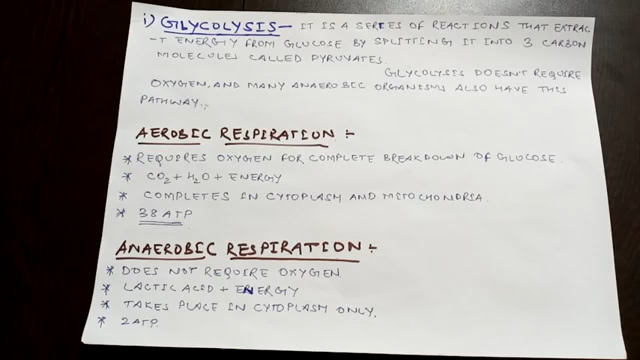 i) GLYCOLYSIS- IT IS A SERIES OF REACTIONS THAT EXTRAC
-T ENERGY FROM GLUCOSE BY SPLITTING IT INTO 3 CARBON
MOLECULES CALLED PYRUVATES.
GLYCOLYSIS DOESN'T REQUIRE
OXYGEN, AND MANY ANAEROBIC ORGANISMS ALSO HAVE THIS
PATHWAY..
AEROBIC RESPIRATION :-
* REQUIRES OXYGEN FOR COMPLETE BREAKDOWN OF GLUCOSE.
* CO2 + H2O + ENERGY
* COMPLETES IN CYTOPLASM AND MITOCHONDRIA.
* 38 ATP
ANAEROBIC RESPIRATION :-
* DOES NOT REQUIRE OXYGEN
* LACTIC ACID + ENERGY
* TAKES PLACE IN CYTOPLASM ONLY.
* 2 ATP.